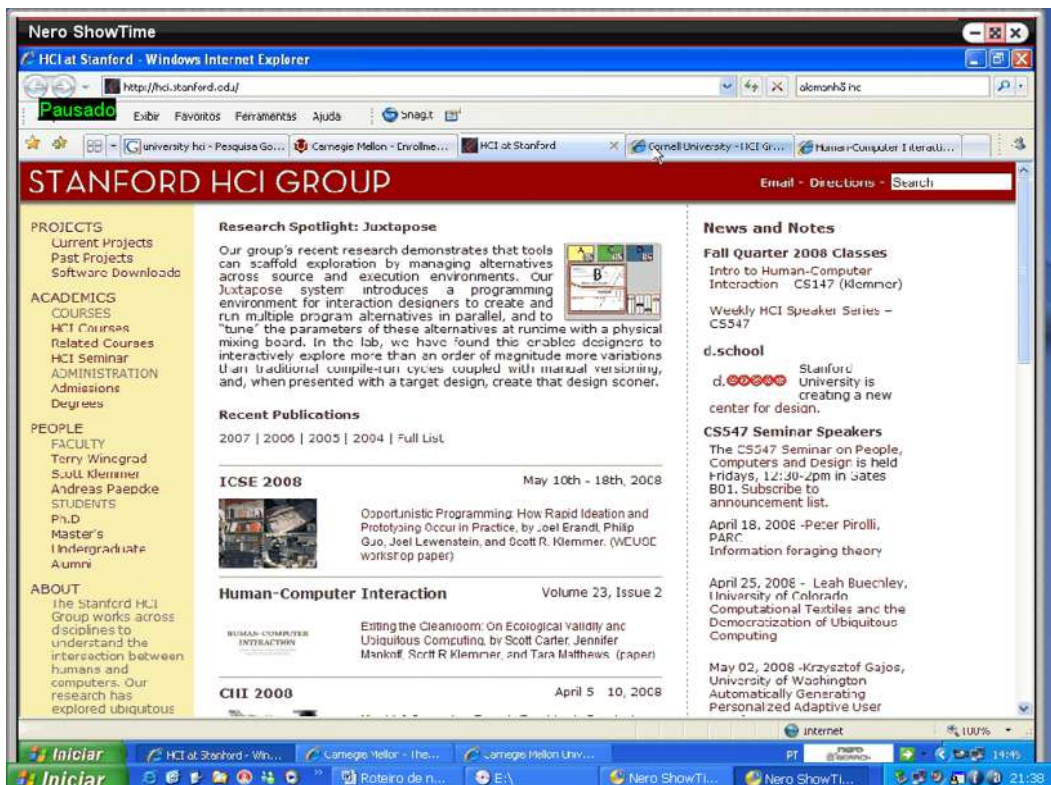 Nero ShowTime
HCI at Stanford - Windows Internet Explorer
http://hci.stanford.edu/
Pausado
Exibir Favoritos Ferramentas Ajuda
SnagIt
university hci - Pesquisa Go...
Carnegie Mellon - Enrollme...
HCI at Stanford
Cornell University - HCI Gr...
Human-Computer Interacti...
STANFORD HCI GROUP
Email - Directions - Search
PROJECTS
Current Projects
Past Projects
Software Downloads
ACADEMICS
COURSES
HCI Courses
Related Courses
HCI Seminar
ADMINISTRATION
Admissions
Degrees
PEOPLE
FACULTY
Terry Winograd
Scott Klemmer
Andreas Paepcke
STUDENTS
Ph.D
Master's
Undergraduate
Alumni
ABOUT
The Stanford HCI
Group works across
disciplines to
understand the
intersection between
humans and
computers. Our
research has
explored ubiquitous
Research Spotlight: Juxtapose
Our group's recent research demonstrates that tools
can scaffold exploration by managing alternatives
across source and execution environments. Our
Juxtapose system introduces a programming
environment for interaction designers to create and
run multiple program alternatives in parallel, and to
"tune" the parameters of these alternatives at runtime with a physical
mixing board. In the lab, we have found this enables designers to
interactively explore more than an order of magnitude more variations
than traditional compile-run cycles coupled with manual versioning,
and, when presented with a target design, create that design sooner.
Recent Publications
2007 | 2006 | 2005 | 2004 | Full List
ICSE 2008
May 10th - 18th, 2008
Opportunistic Programming: How Rapid Ideation and
Prototyping Occur in Practice, by Joel Brandt, Philip
Guo, Joel Lewenstein, and Scott R. Klemmer. (WEUSE
workshop paper)
Human-Computer Interaction
Volume 23, Issue 2
HUMAN-COMPUTER
INTERACTION
Exiting the Cleanroom: On Ecological Validity and
Ubiquitous Computing, by Scott Carter, Jennifer
Mankoff, Scott R Klemmer, and Tara Matthews. (paper)
CHI 2008
April 5 10, 2008
News and Notes
Fall Quarter 2008 Classes
Intro to Human-Computer
Interaction CS147 (Klemmer)
Weekly HCI Speaker Series –
CS547
d.school
Stanford
University is
creating a new
center for design.
CS547 Seminar Speakers
The CS547 Seminar on People,
Computers and Design is held
Fridays, 12:30-2pm in Gates
B01. Subscribe to
announcement list.
April 18, 2008 -Peter Pirolli,
PARC
Information foraging theory
April 25, 2008 - Leah Buechley,
University of Colorado
Computational Textiles and the
Democratization of Ubiquitous
Computing
May 02, 2008 -Krzysztof Gajos,
University of Washington
Automatically Generating
Personalized Adaptive User
Internet
100%
Iniciar
HCI at Stanford - Win...
Carnegie Mellon - The...
Carnegie Mellon Univ...
PT
14:45
Iniciar
Roteiro de n...
E:\
Nero ShowTi...
Nero ShowTi...
21:38